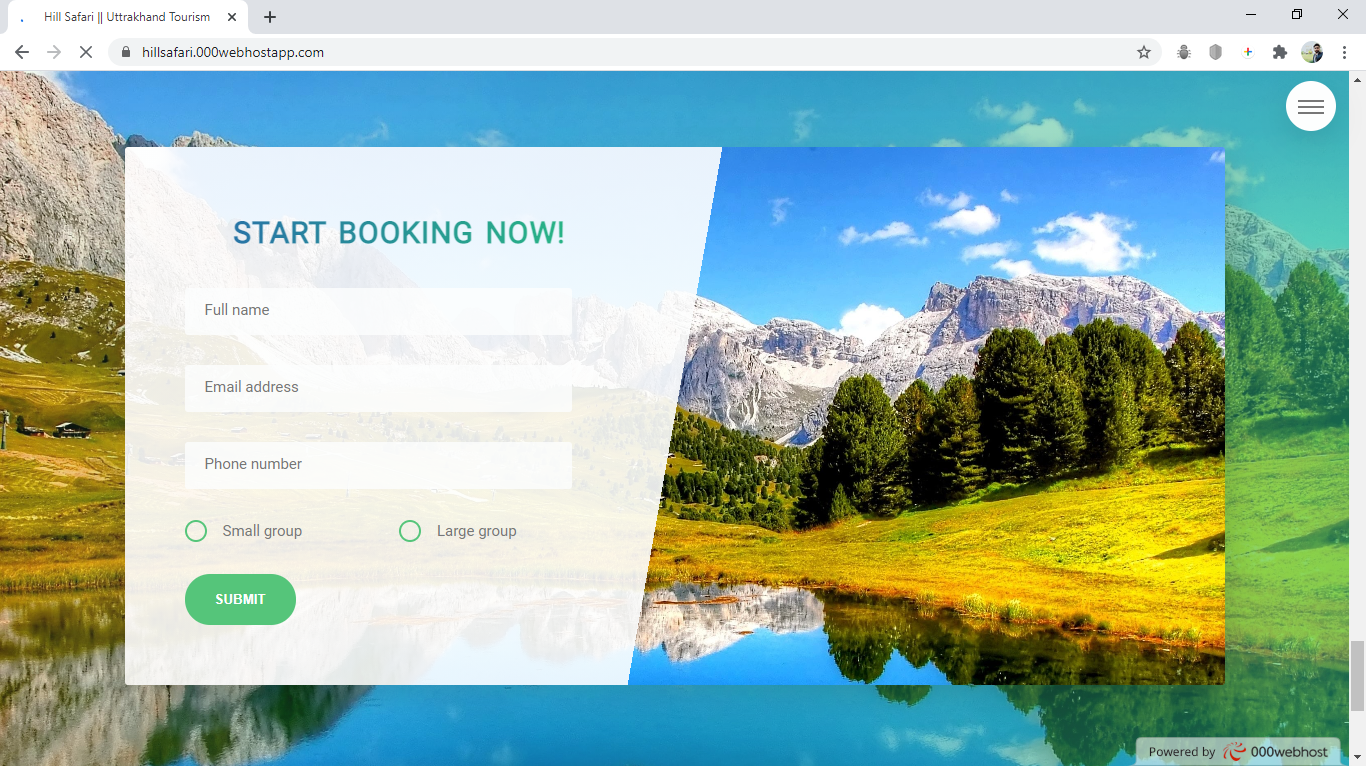 Hill Safari || Uttrakhand Tourism
hillsafari.000webhostapp.com
START BOOKING NOW!
Full name
Email address
Phone number
Small group
Large group
SUBMIT
Powered by 000webhost